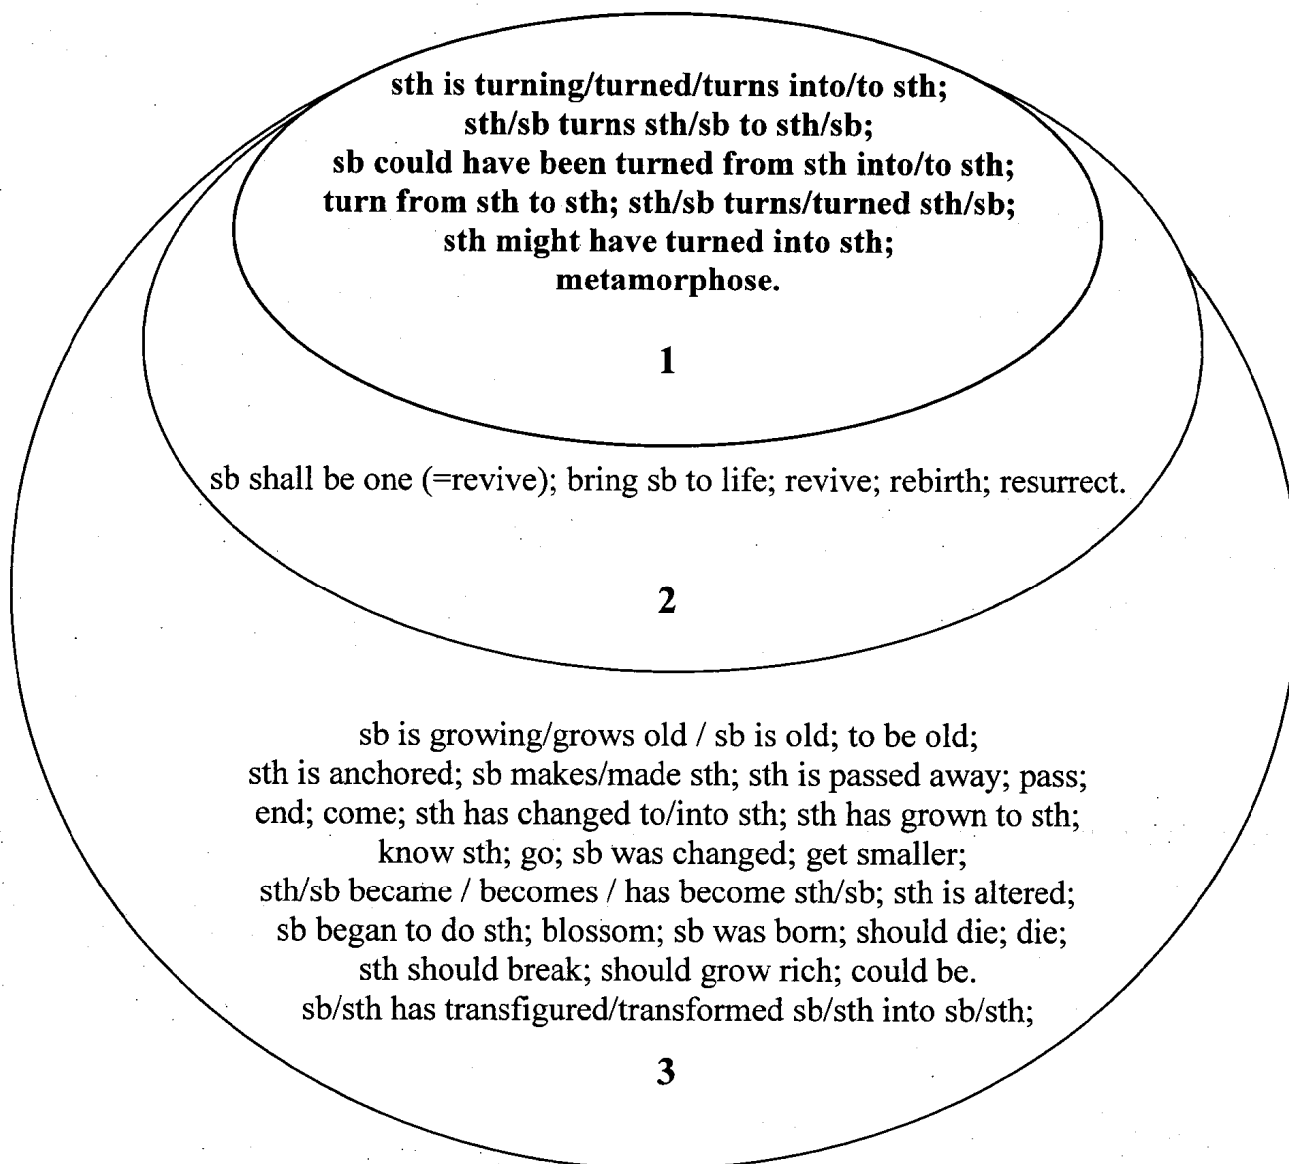 sth is turning/turned/turns into/to sth;
sth/sb turns sth/sb to sth/sb;
sb could have been turned from sth into/to sth;
turn from sth to sth; sth/sb turns/turned sth/sb;
sth might have turned into sth;
metamorphose.
1
sb shall be one (=revive); bring sb to life; revive; rebirth; resurrect.
2
sb is growing/grows old / sb is old; to be old;
sth is anchored; sb makes/made sth; sth is passed away; pass;
end; come; sth has changed to/into sth; sth has grown to sth;
know sth; go; sb was changed; get smaller;
sth/sb became / becomes / has become sth/sb; sth is altered;
sb began to do sth; blossom; sb was born; should die; die;
sth should break; should grow rich; could be.
sb/sth has transfigured/transformed sb/sth into sb/sth;
3